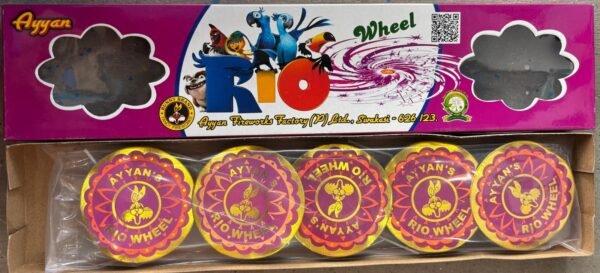 Ayyan
Wheel
RIO
Ayyan Fireworks Factory (P) Ltd., Sivakasi - 626 123.
AYYAN'S
RIO WHEEL
AYYAN'S
RIO WHEEL
AYYAN'S
RIO WHEEL
AYYAN'S
RIO WHEEL
AYYAN'S
RIO WHEEL